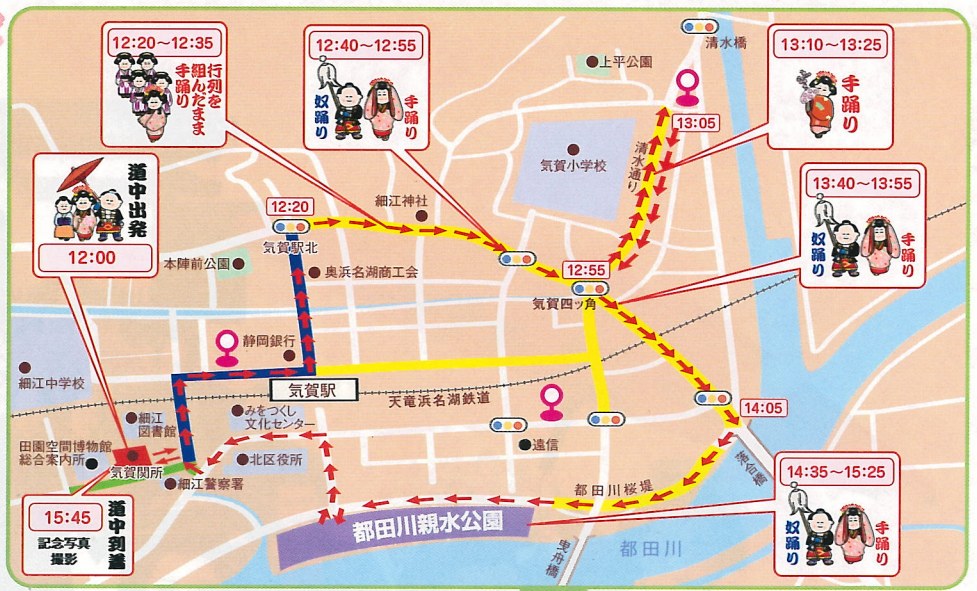 12:20～12:35
行列を
組んだまま
手踊り
12:40～12:55
奴踊り
手踊り
清水橋
上平公園
13:10～13:25
手踊り
13:05
気賀小学校
清水通り
道中出発
12:00
12:20
細江神社
気賀駅北
本陣前公園
奥浜名湖商工会
12:55
気賀四ッ角
13:40～13:55
奴踊り
手踊り
静岡銀行
細江中学校
気賀駅
天竜浜名湖鉄道
14:05
細江
図書館
みをつくし
文化センター
遠信
田園空間博物館
総合案内所
気賀関所
北区役所
細江警察署
落合橋
都田川桜堤
14:35～15:25
奴踊り
手踊り
15:45
記念写真
撮影
道中到着
都田川親水公園
曳舟橋
都田川